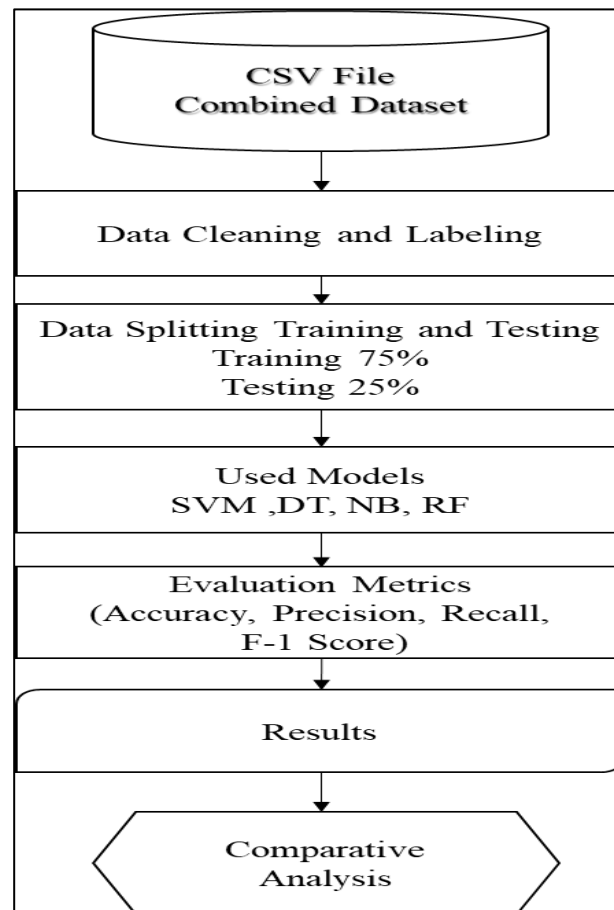 CSV File
Combined Dataset
Data Cleaning and Labeling
Data Splitting Training and Testing
Training 75%
Testing 25%
Used Models
SVM ,DT, NB, RF
Evaluation Metrics
(Accuracy, Precision, Recall,
F-1 Score)
Results
Comparative
Analysis